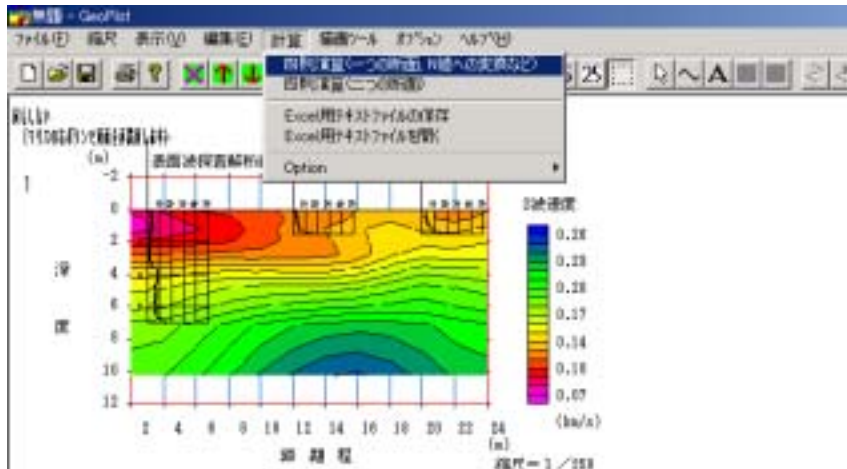 無題 - GeoPlot
ファイル(F) 縮尺 表示(V) 編集(E) 計算 描画ツール オプション ヘルプ(H)
四則演算(一つの断面、N値への変換など)
四則演算(二つの断面)
Excel用テキストファイルの保存
Excel用テキストファイルを開く
Option
25
A
(m)
表面波探査解析
1
-2
0
2
4
6
8
10
12
深
度
2 4 6 8 10 12 14 16 18 20 22 24
(m)
距離程
S波速度
0.17
0.14
0.10
0.07
(km/s)
縮尺=1/250